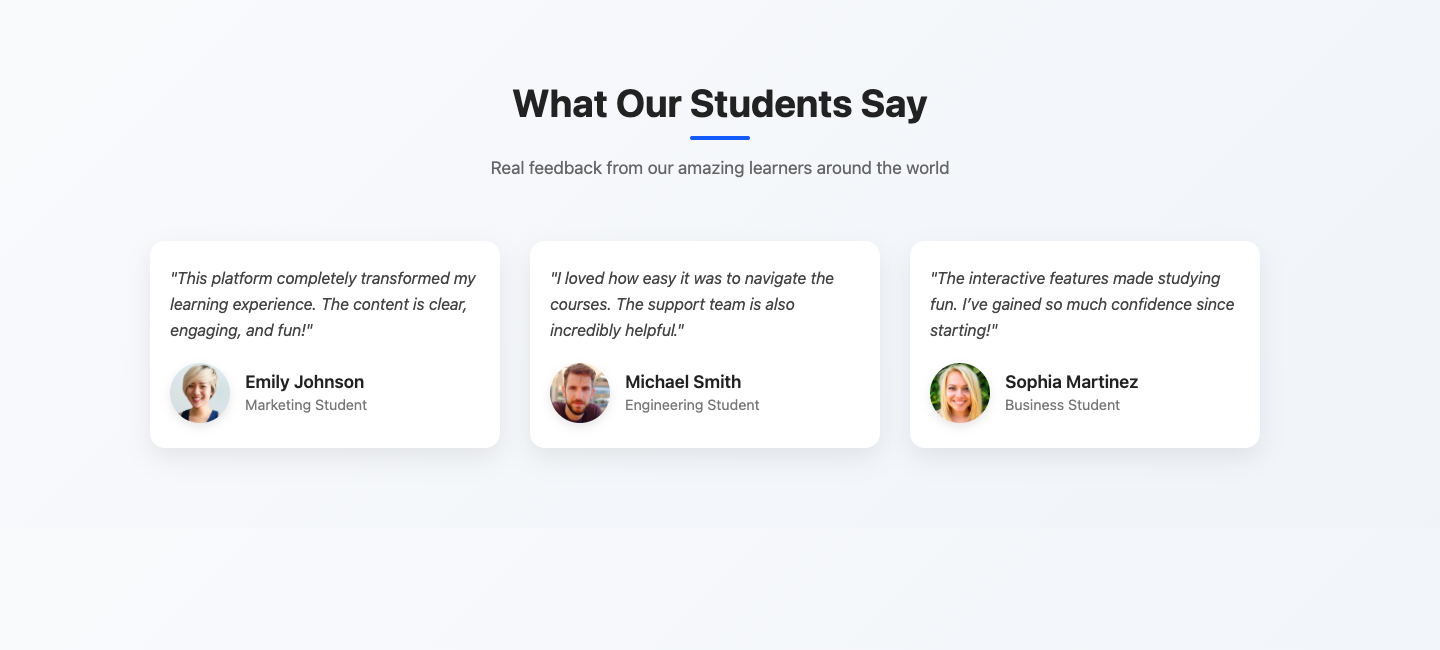 What Our Students Say
Real feedback from our amazing learners around the world
"This platform completely transformed my
learning experience. The content is clear,
engaging, and fun!"
Emily Johnson
Marketing Student
"I loved how easy it was to navigate the
courses. The support team is also
incredibly helpful."
Michael Smith
Engineering Student
"The interactive features made studying
fun. I’ve gained so much confidence since
starting!"
Sophia Martinez
Business Student